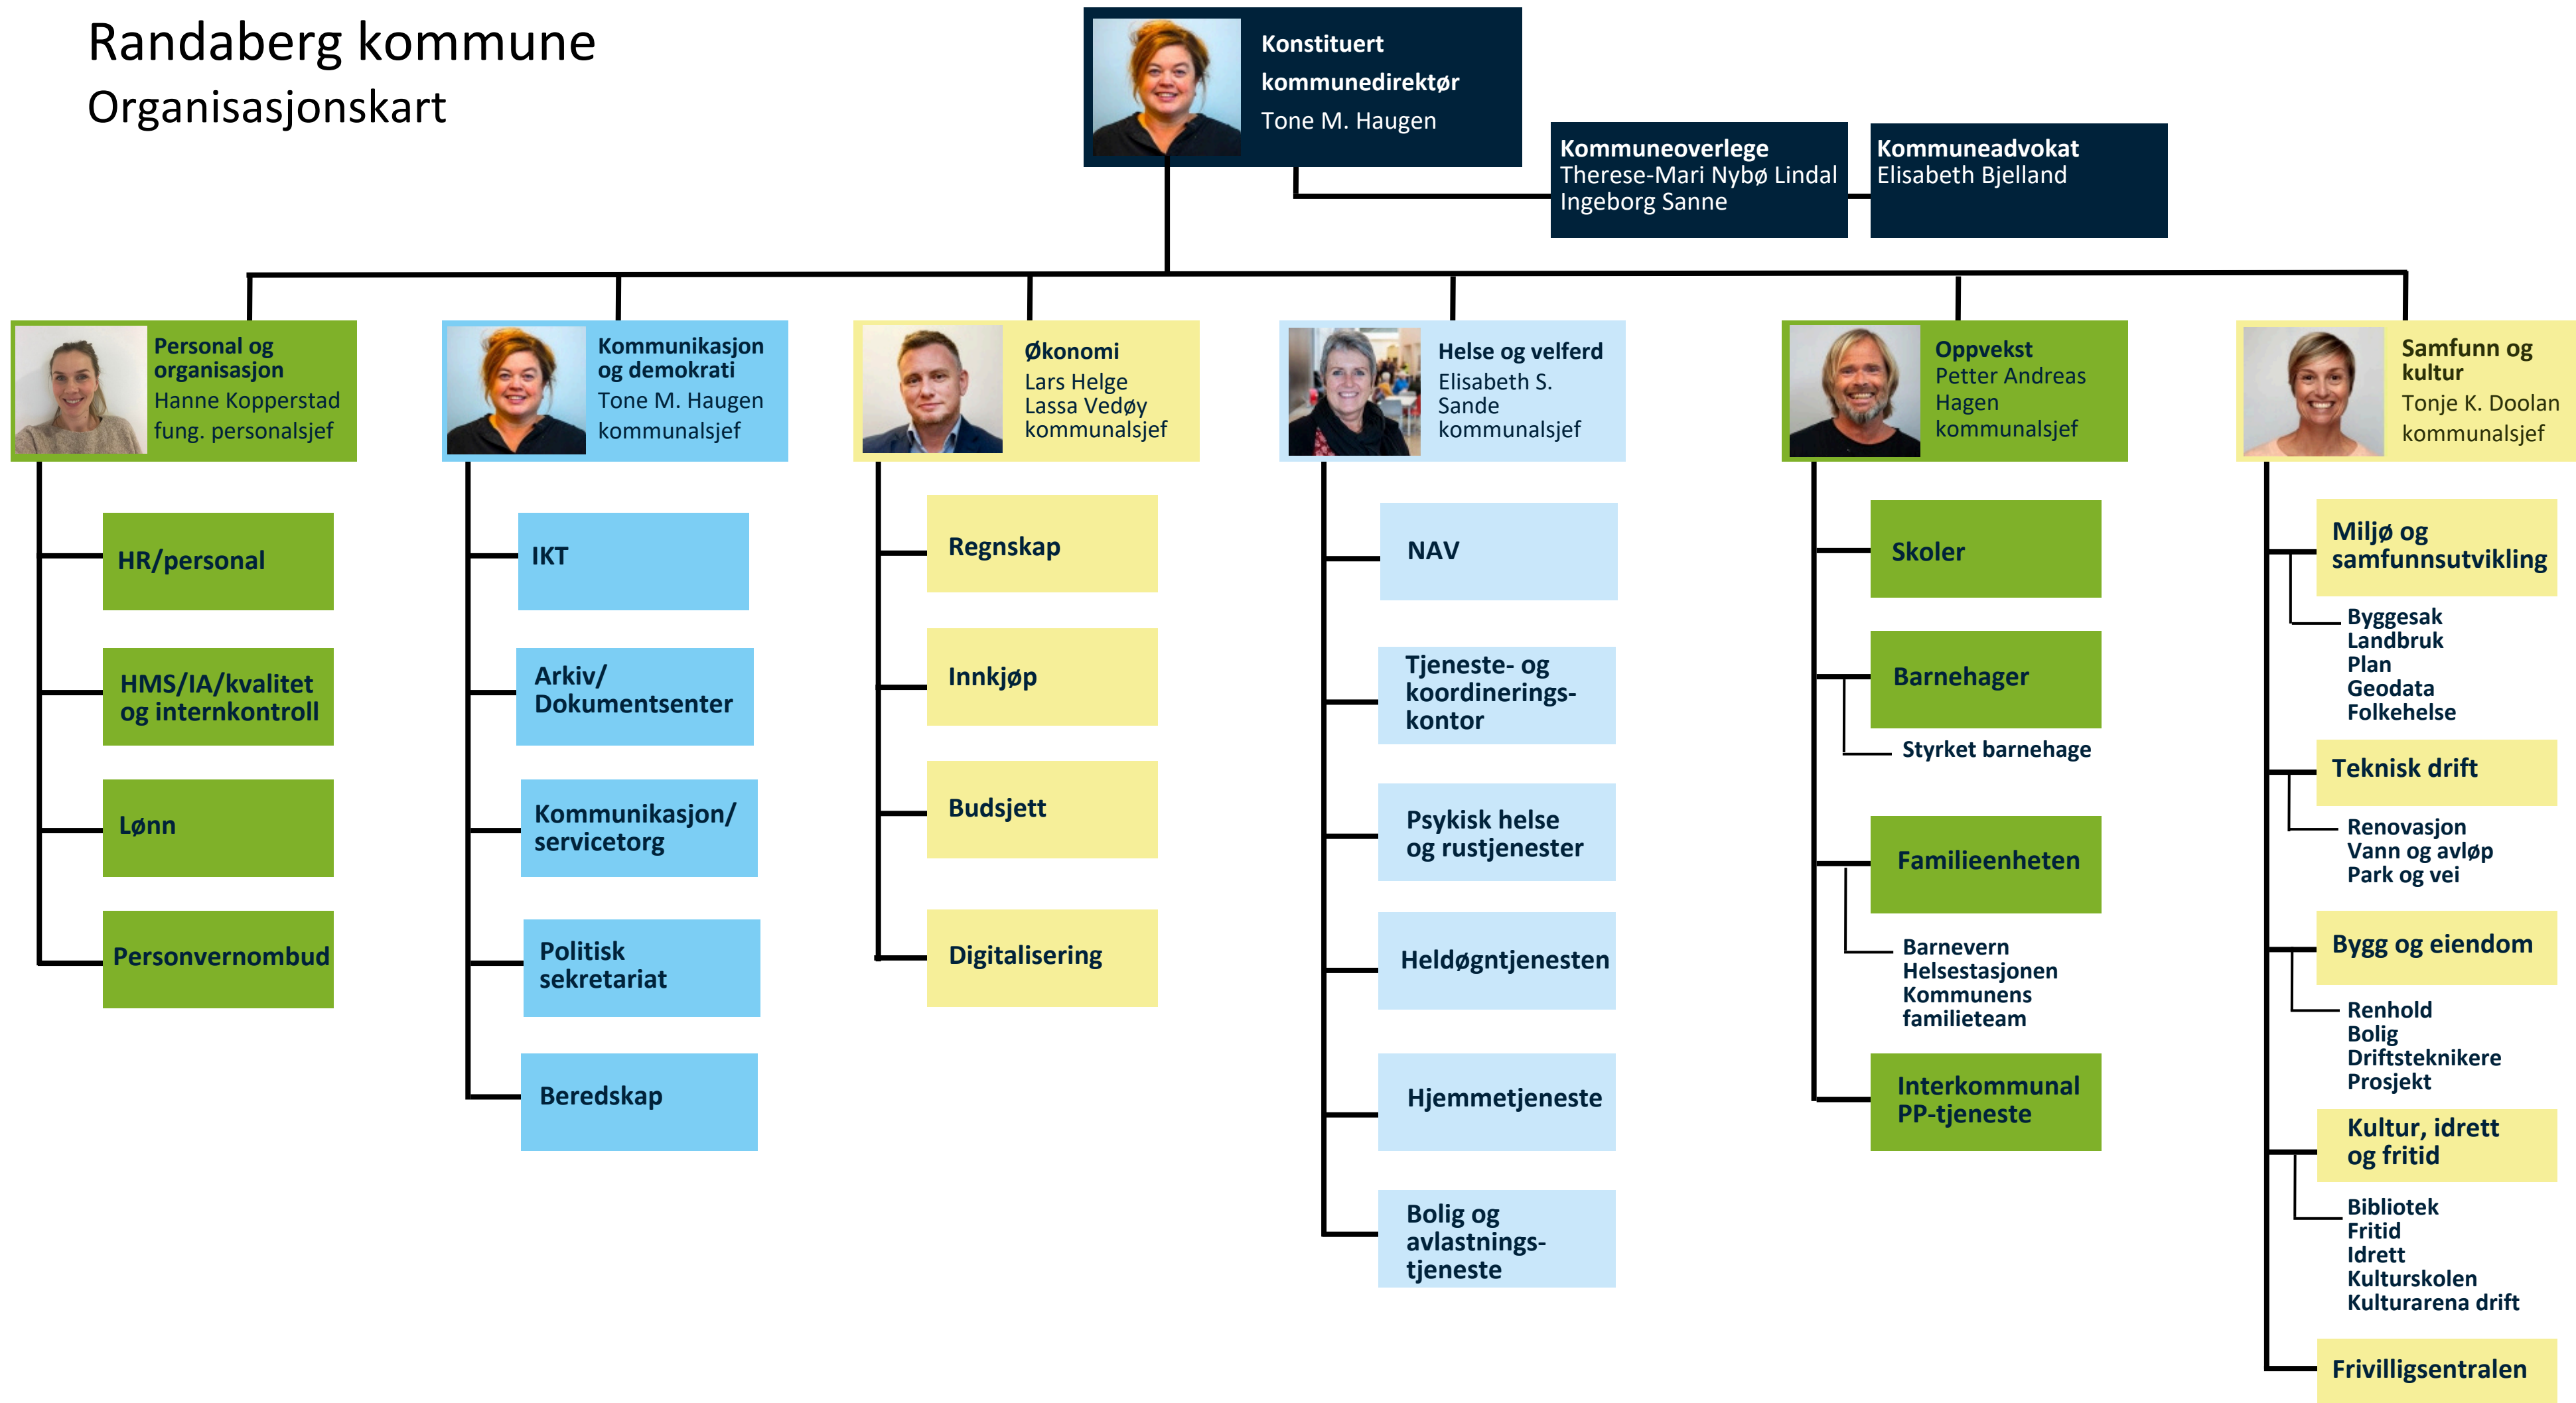 Randaberg kommune
Organisasjonskart
Konstituert
kommunedirektør
Tone M. Haugen
Kommuneoverlege
Therese-Mari Nybø Lindal
Ingeborg Sanne
Kommuneadvokat
Elisabeth Bjelland
Personal og
organisasjon
Hanne Kopperstad
fung. personalsjef
HR/personal
HMS/IA/kvalitet
og internkontroll
Lønn
Personvernombud
Kommunikasjon
og demokrati
Tone M. Haugen
kommunalsjef
IKT
Arkiv/
Dokumentsenter
Kommunikasjon/
servicetorg
Politisk
sekretariat
Beredskap
Økonomi
Lars Helge
Lassa Vedøy
kommunalsjef
Regnskap
Innkjøp
Budsjett
Digitalisering
Helse og velferd
Elisabeth S.
Sande
kommunalsjef
NAV
Tjeneste- og
koordinerings-
kontor
Psykisk helse
og rustjenester
Heldøgntjenesten
Hjemmetjeneste
Bolig og
avlastnings-
tjeneste
Oppvekst
Petter Andreas
Hagen
kommunalsjef
Skoler
Barnehager
Styrket barnehage
Familieenheten
Barnevern
Helsestasjonen
Kommunens
familieteam
Interkommunal
PP-tjeneste
Samfunn og
kultur
Tonje K. Doolan
kommunalsjef
Miljø og
samfunnsutvikling
Byggesak
Landbruk
Plan
Geodata
Folkehelse
Teknisk drift
Renovasjon
Vann og avløp
Park og vei
Bygg og eiendom
Renhold
Bolig
Driftsteknikere
Prosjekt
Kultur, idrett
og fritid
Bibliotek
Fritid
Idrett
Kulturskolen
Kulturarena drift
Frivilligsentralen